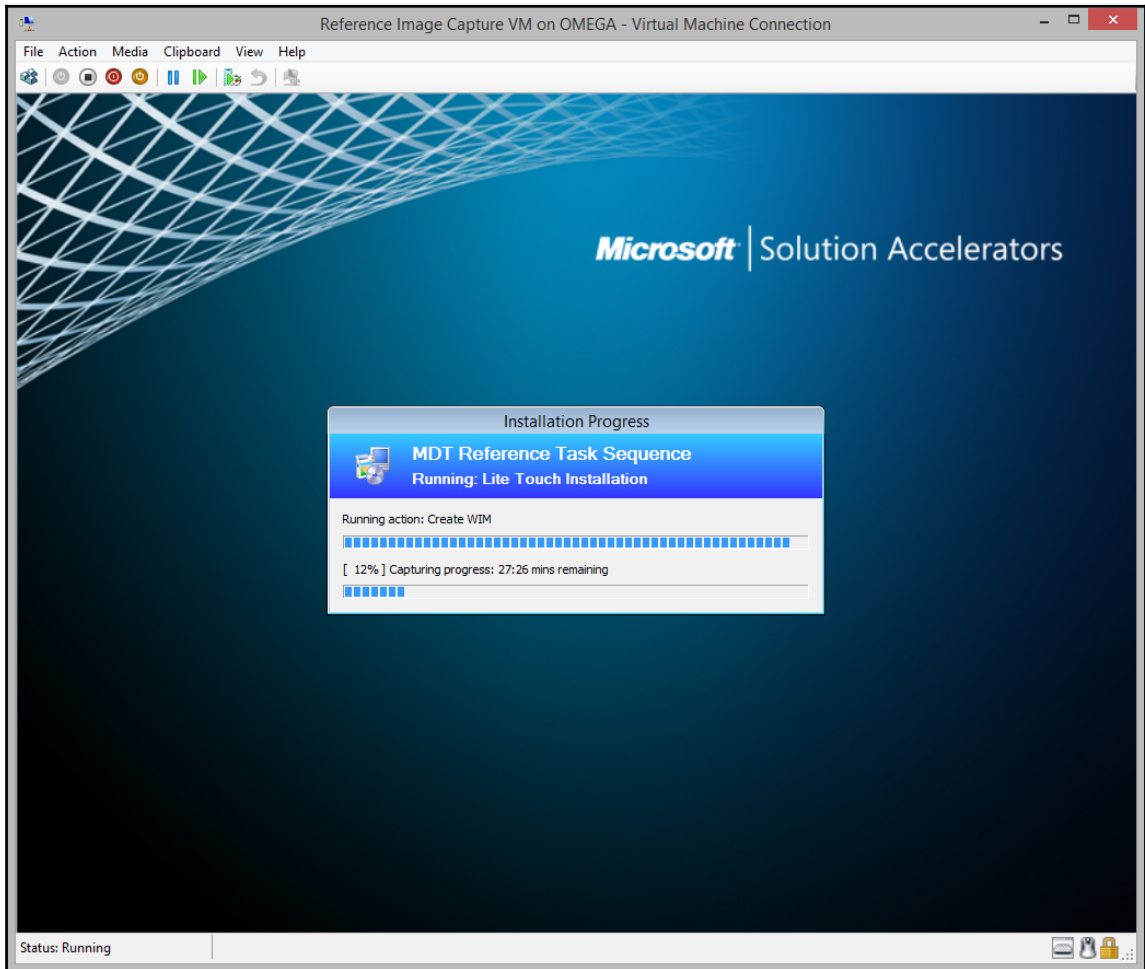 Reference Image Capture VM on OMEGA - Virtual Machine Connection
File Action Media Clipboard View Help
Microsoft Solution Accelerators
Installation Progress
MDT Reference Task Sequence
Running: Lite Touch Installation
Running action: Create WIM
[ 12% ] Capturing progress: 27:26 mins remaining
Status: Running